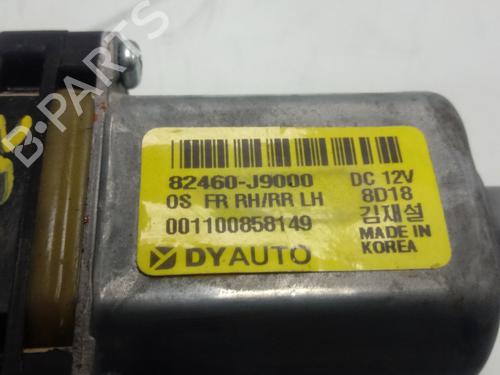 82460-J9000 DC 12V
OS FR RH/RR LH 8D18
001100858149 김재설
MADE IN
KOREA
DYAUTO
B-PARTS